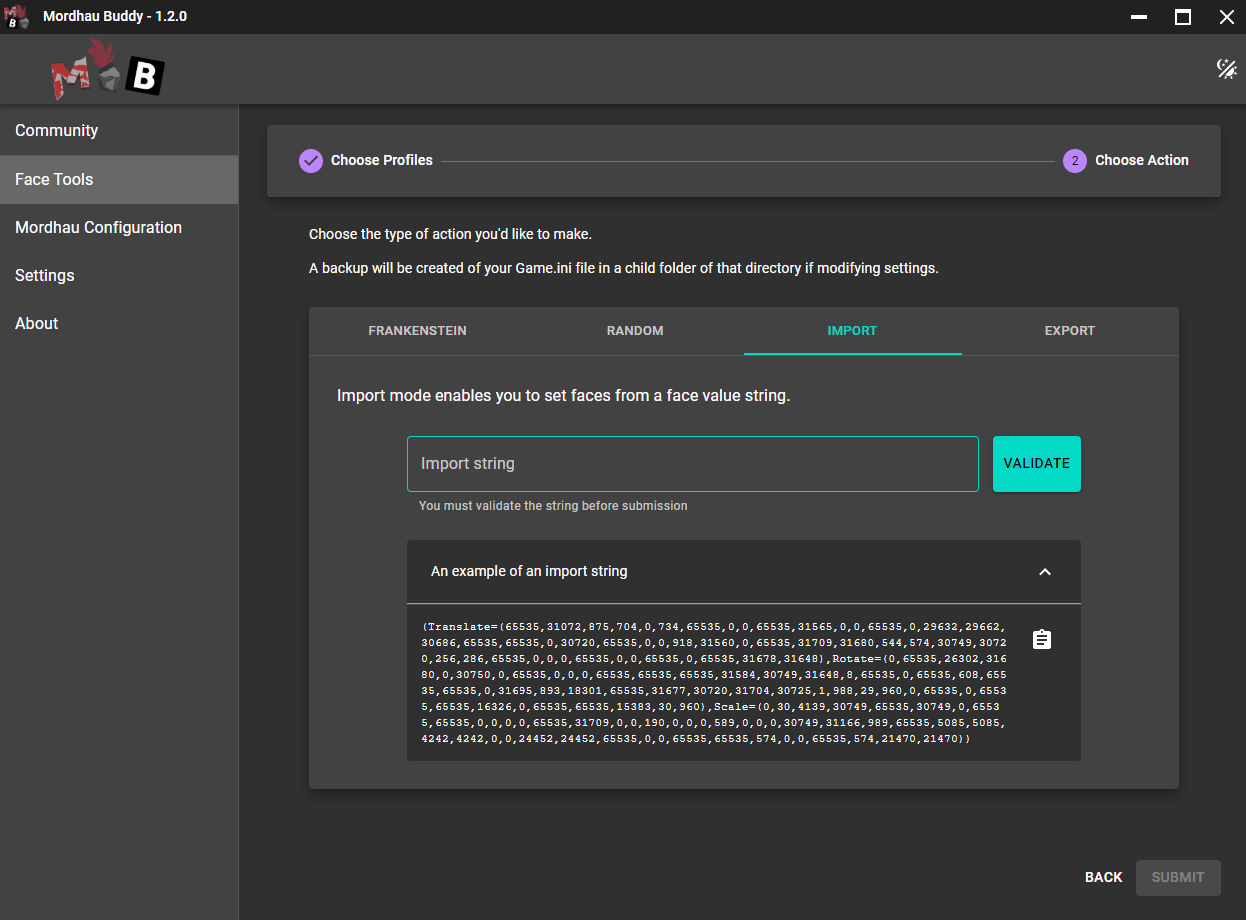 Mordhau Buddy - 1.2.0
M B
Community
Face Tools
Mordhau Configuration
Settings
About
Choose Profiles
2 Choose Action
Choose the type of action you'd like to make.
A backup will be created of your Game.ini file in a child folder of that directory if modifying settings.
FRANKENSTEIN RANDOM IMPORT EXPORT
Import mode enables you to set faces from a face value string.
Import string
VALIDATE
You must validate the string before submission
An example of an import string
(Translate=(65535,31072,875,704,0,734,65535,0,0,65535,31565,0,0,65535,0,29632,29662,
30686,65535,65535,0,30720,65535,0,0,918,31560,0,65535,31709,31680,544,574,30749,3072
0,256,286,65535,0,0,0,65535,0,0,65535,0,65535,31678,31648),Rotate=(0,65535,26302,316
80,0,30750,0,65535,0,0,0,65535,65535,65535,31584,30749,31648,8,65535,0,65535,608,655
35,65535,0,31695,893,18301,65535,31677,30720,31704,30725,1,988,29,960,0,65535,0,6553
5,65535,16326,0,65535,65535,15383,30,960),Scale=(0,30,4139,30749,65535,30749,0,6553
5,65535,0,0,0,0,65535,31709,0,0,190,0,0,0,589,0,0,0,30749,31166,989,65535,5085,5085,
4242,4242,0,0,24452,24452,65535,0,0,65535,65535,574,0,0,65535,574,21470,21470))
BACK SUBMIT